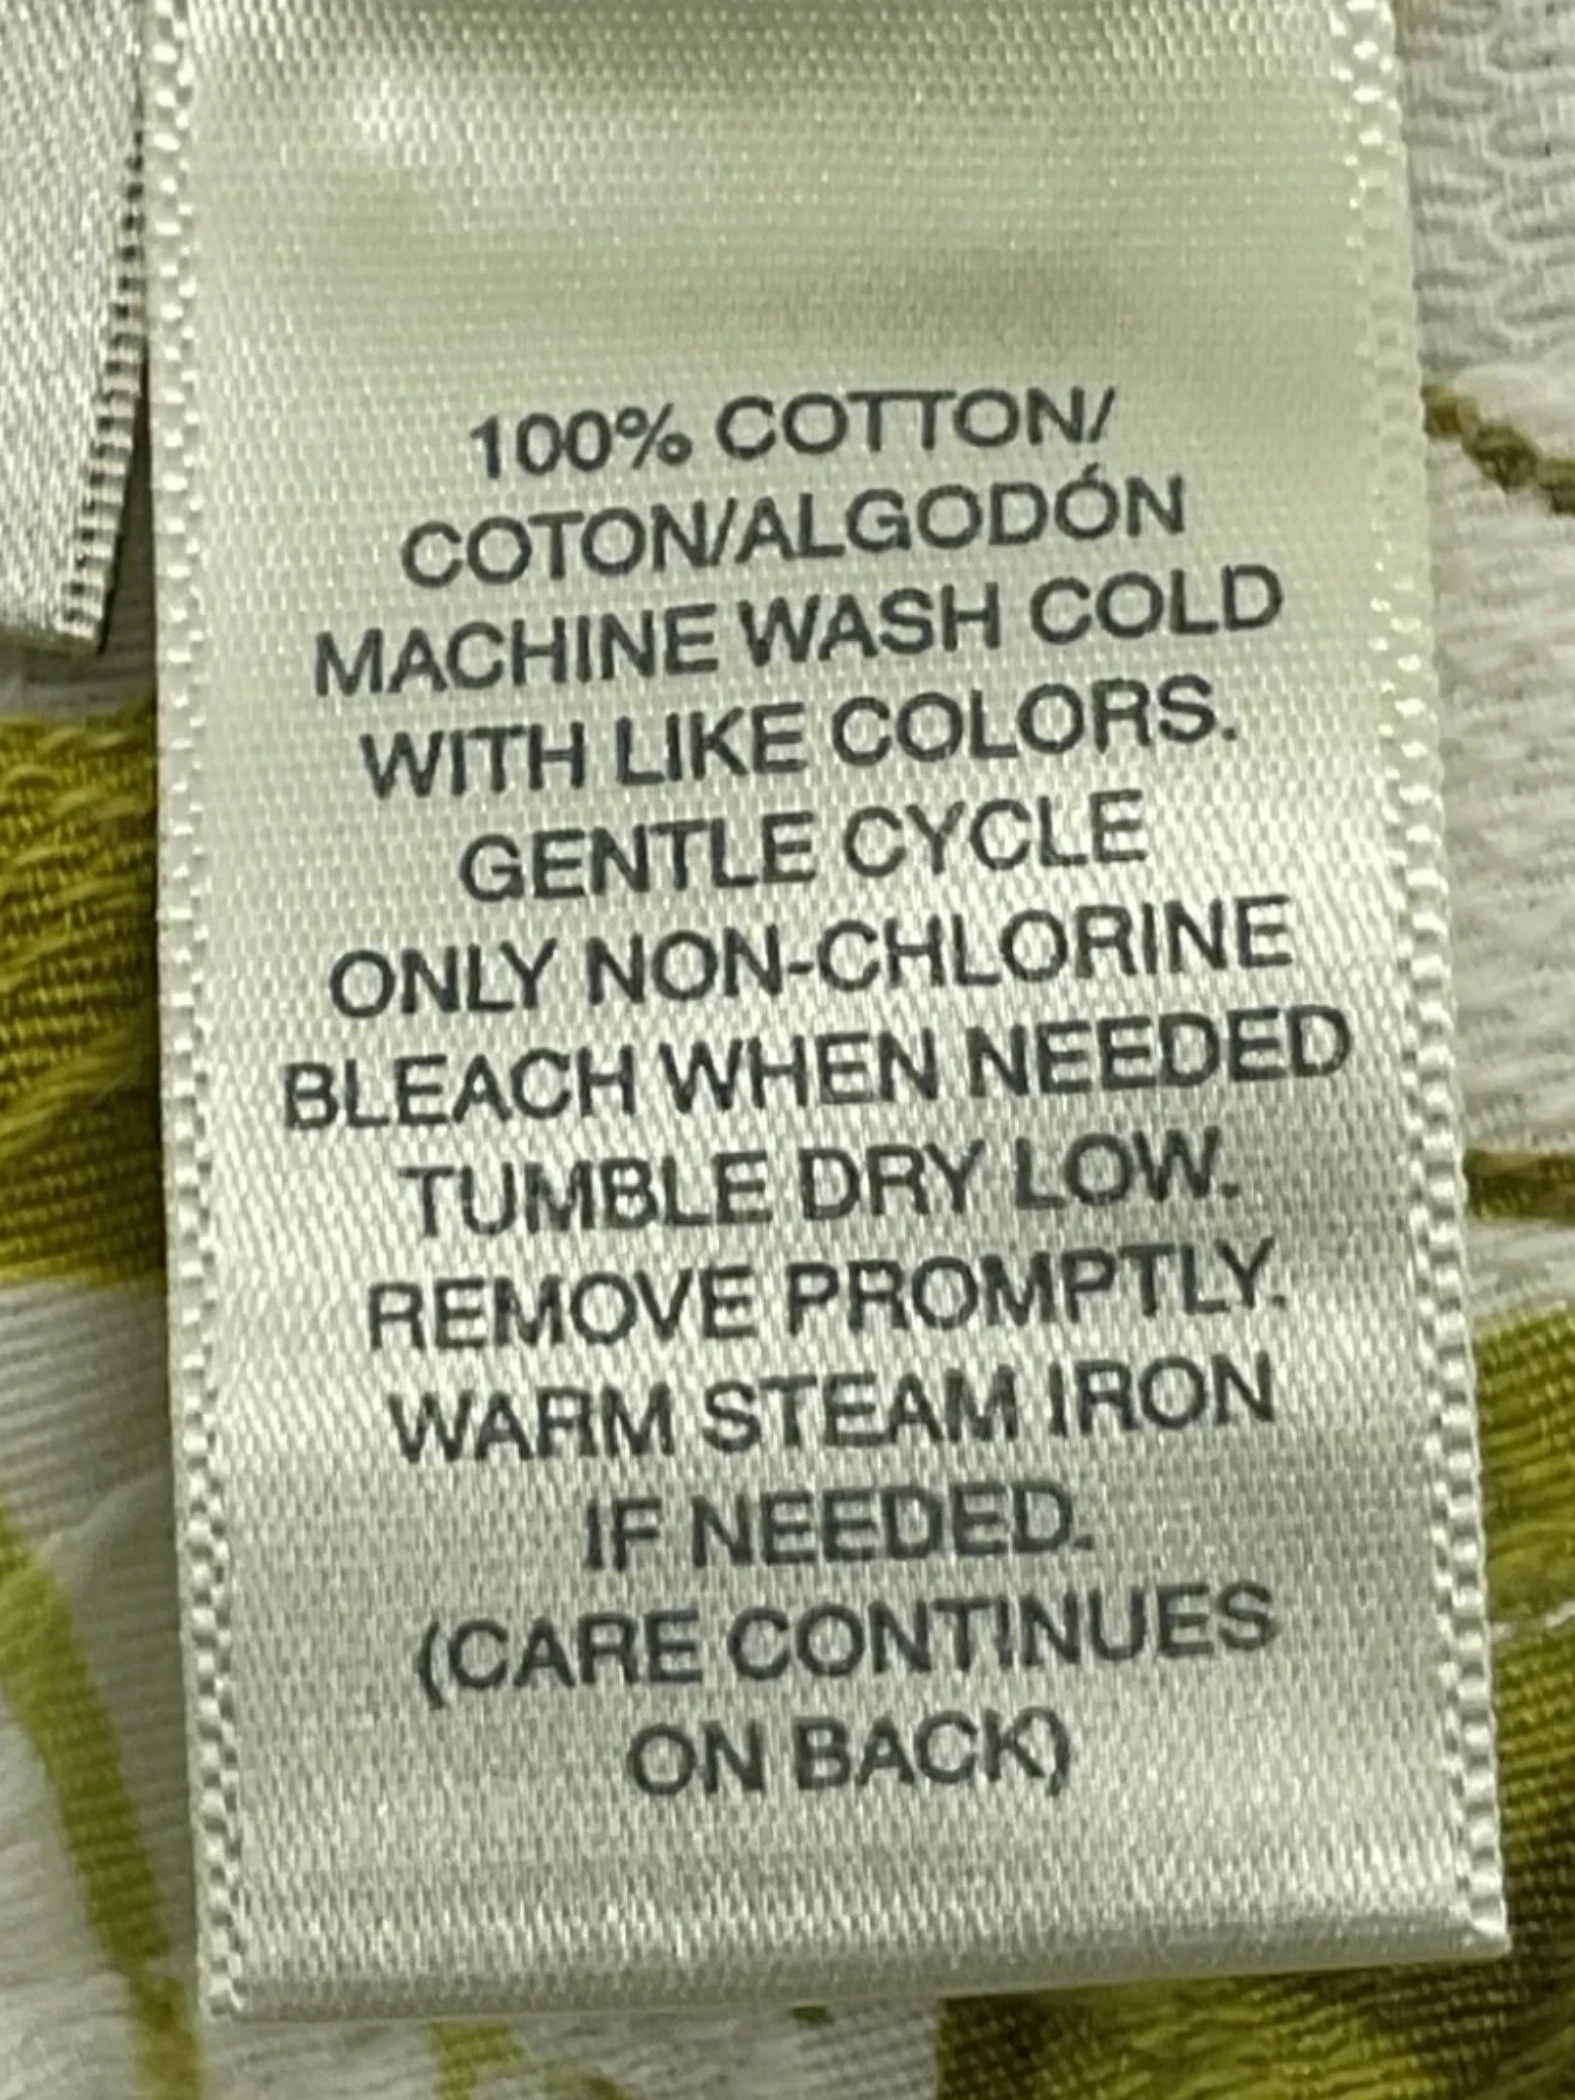 100% COTTON/
COTON/ALGODÓN
MACHINE WASH COLD
WITH LIKE COLORS.
GENTLE CYCLE
ONLY NON-CHLORINE
BLEACH WHEN NEEDED
TUMBLE DRY LOW.
REMOVE PROMPTLY.
WARM STEAM IRON
IF NEEDED.
(CARE CONTINUES
ON BACK)